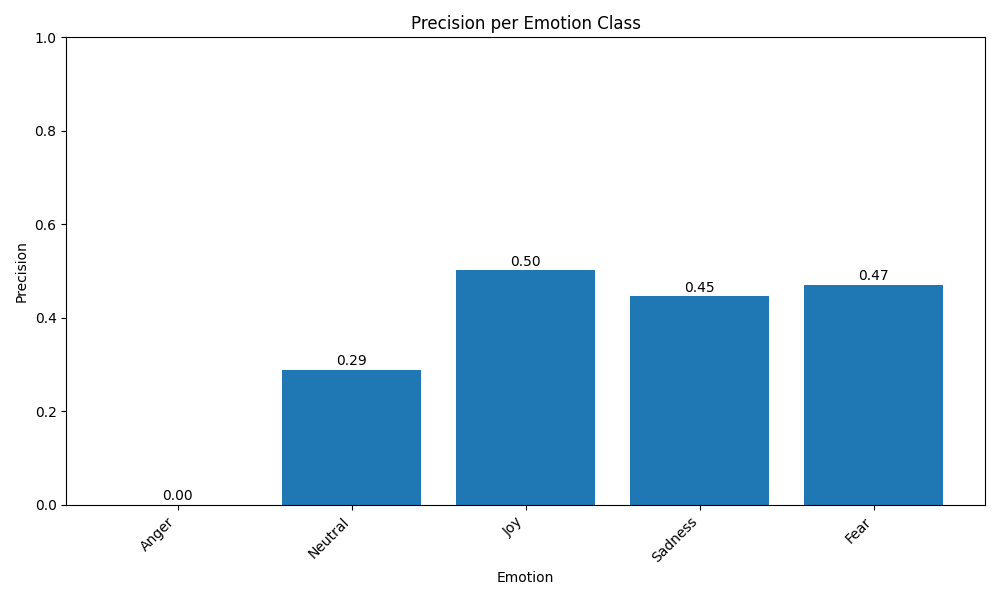 Precision per Emotion Class
1.0
0.8
0.6
0.4
0.2
0.0
Precision
0.00
0.29
0.50
0.45
0.47
Anger
Neutral
Joy
Sadness
Fear
Emotion